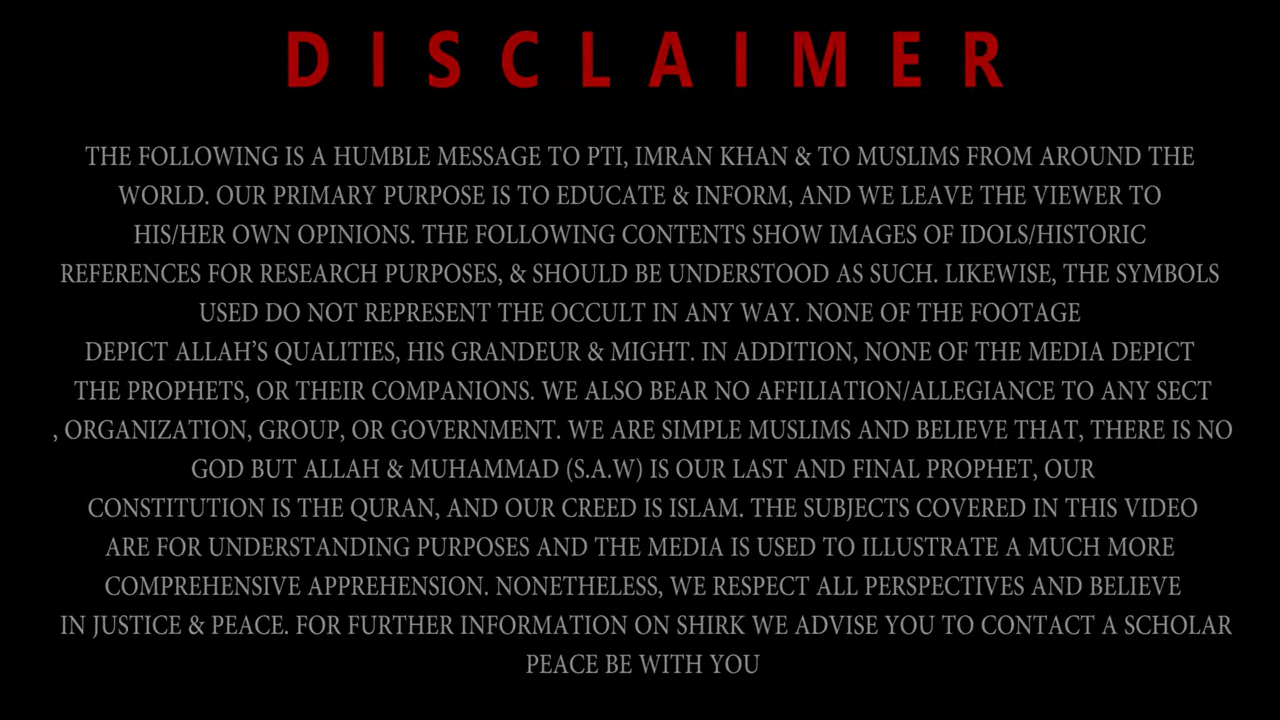 DISCLAIMER
THE FOLLOWING IS A HUMBLE MESSAGE TO PTI, IMRAN KHAN & TO MUSLIMS FROM AROUND THE
WORLD. OUR PRIMARY PURPOSE IS TO EDUCATE & INFORM, AND WE LEAVE THE VIEWER TO
HIS/HER OWN OPINIONS. THE FOLLOWING CONTENTS SHOW IMAGES OF IDOLS/HISTORIC
REFERENCES FOR RESEARCH PURPOSES, & SHOULD BE UNDERSTOOD AS SUCH. LIKEWISE, THE SYMBOLS
USED DO NOT REPRESENT THE OCCULT IN ANY WAY. NONE OF THE FOOTAGE
DEPICT ALLAH'S QUALITIES, HIS GRANDEUR & MIGHT. IN ADDITION, NONE OF THE MEDIA DEPICT
THE PROPHETS, OR THEIR COMPANIONS. WE ALSO BEAR NO AFFILIATION/ALLEGIANCE TO ANY SECT
, ORGANIZATION, GROUP, OR GOVERNMENT. WE ARE SIMPLE MUSLIMS AND BELIEVE THAT, THERE IS NO
GOD BUT ALLAH & MUHAMMAD (S.A.W) IS OUR LAST AND FINAL PROPHET, OUR
CONSTITUTION IS THE QURAN, AND OUR CREED IS ISLAM. THE SUBJECTS COVERED IN THIS VIDEO
ARE FOR UNDERSTANDING PURPOSES AND THE MEDIA IS USED TO ILLUSTRATE A MUCH MORE
COMPREHENSIVE APPREHENSION. NONETHELESS, WE RESPECT ALL PERSPECTIVES AND BELIEVE
IN JUSTICE & PEACE. FOR FURTHER INFORMATION ON SHIRK WE ADVISE YOU TO CONTACT A SCHOLAR
PEACE BE WITH YOU